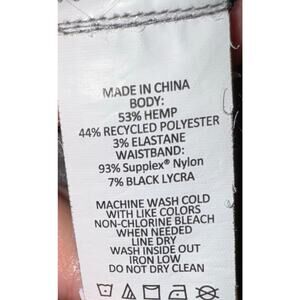 MADE IN CHINA
BODY:
53% HEMP
44% RECYCLED POLYESTER
3% ELASTANE
WAISTBAND:
93% Supplex® Nylon
7% BLACK LYCRA
MACHINE WASH COLD
WITH LIKE COLORS
NON-CHLORINE BLEACH
WHEN NEEDED
LINE DRY
WASH INSIDE OUT
IRON LOW
DO NOT DRY CLEAN